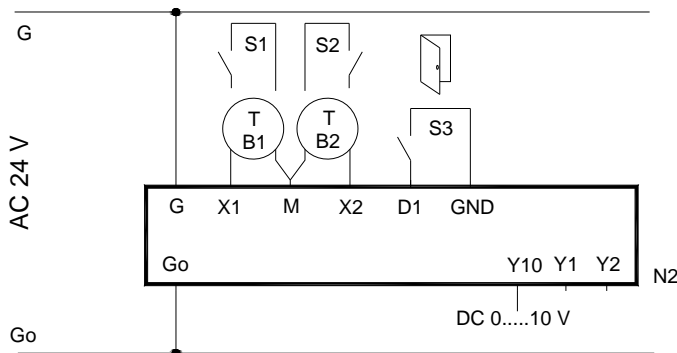 G
S1
S2
T
B1
T
B2
S3
AC 24 V
G X1 M X2 D1 GND
Go
Y10 Y1 Y2
N2
DC 0.....10 V
Go